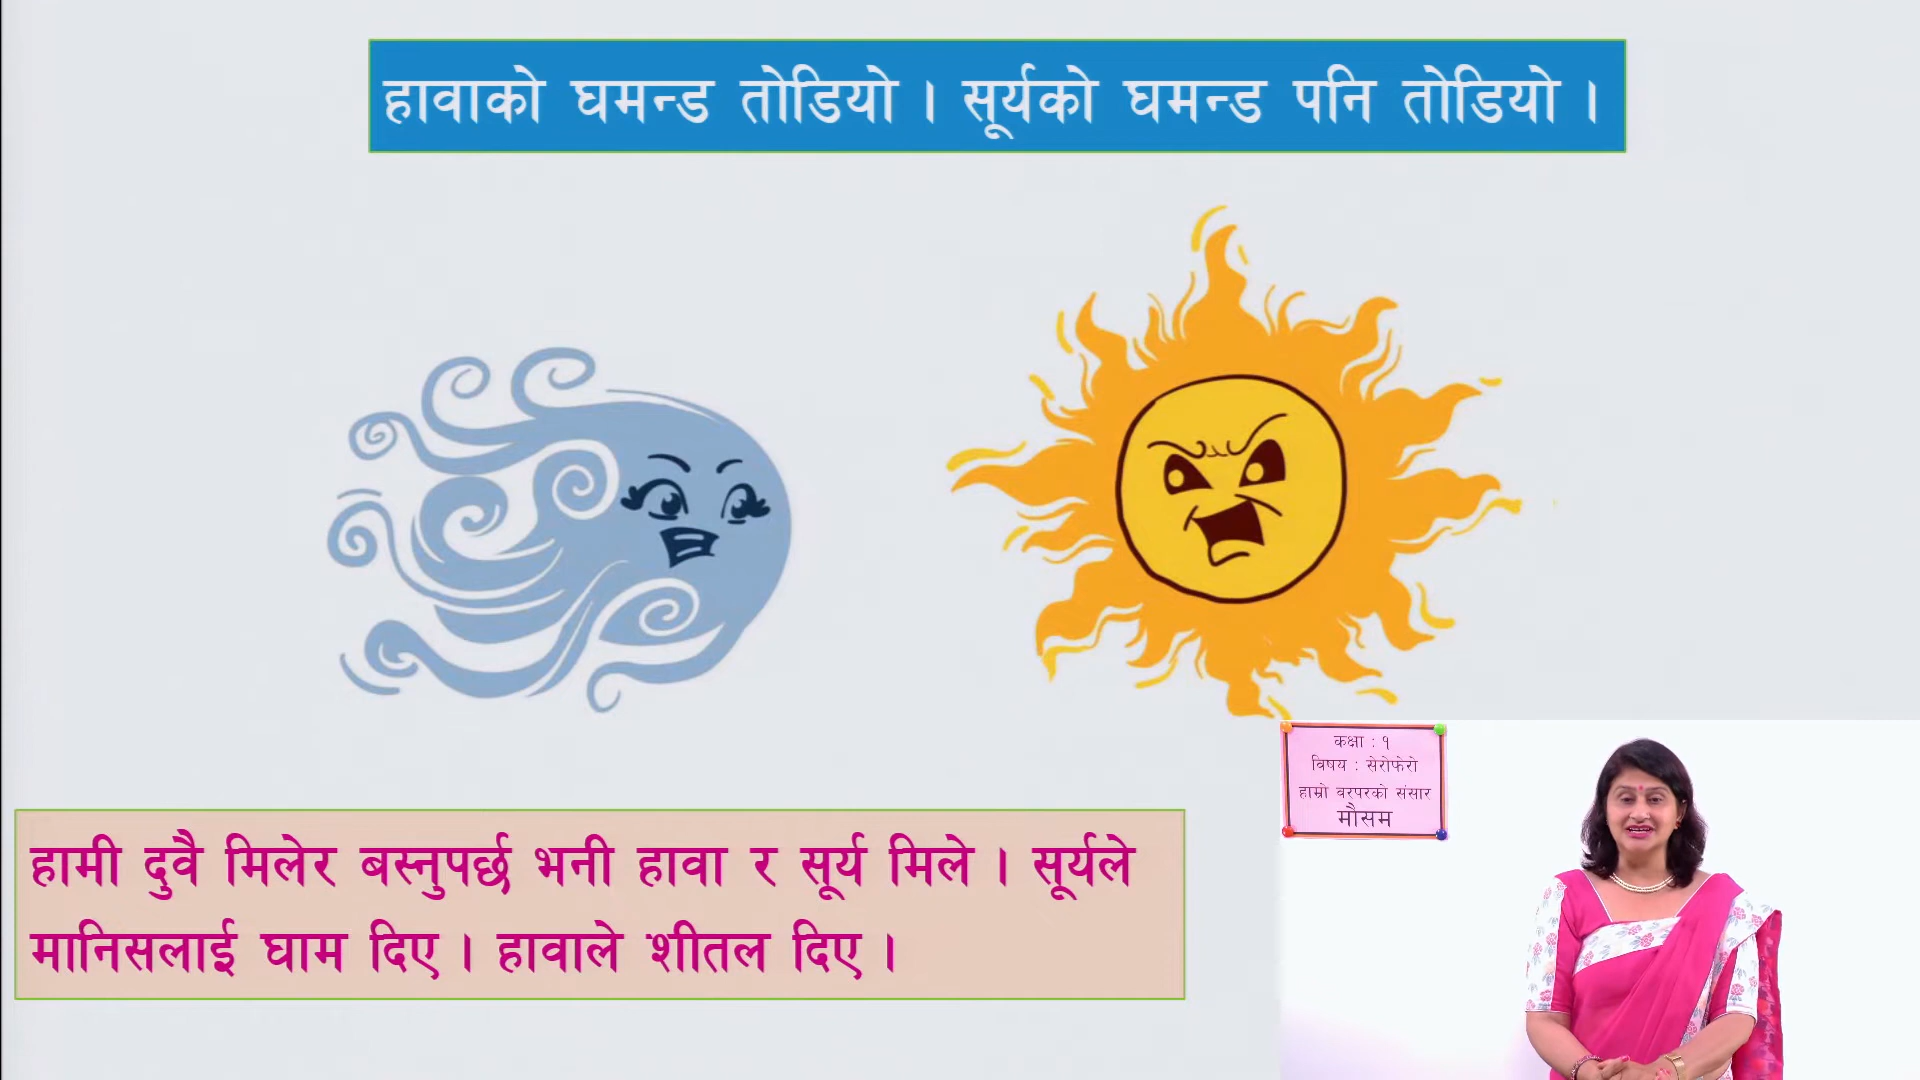 हावाको घमन्ड तोडियो । सूर्यको घमन्ड पनि तोडियो ।
कक्षा : १
विषय : सेरोफेरो
हाम्रो वरपरको संसार
मौसम
हामी दुवै मिलेर बस्नुपर्छ भनी हावा र सूर्य मिले । सूर्यले
मानिसलाई घाम दिए । हावाले शीतल दिए ।